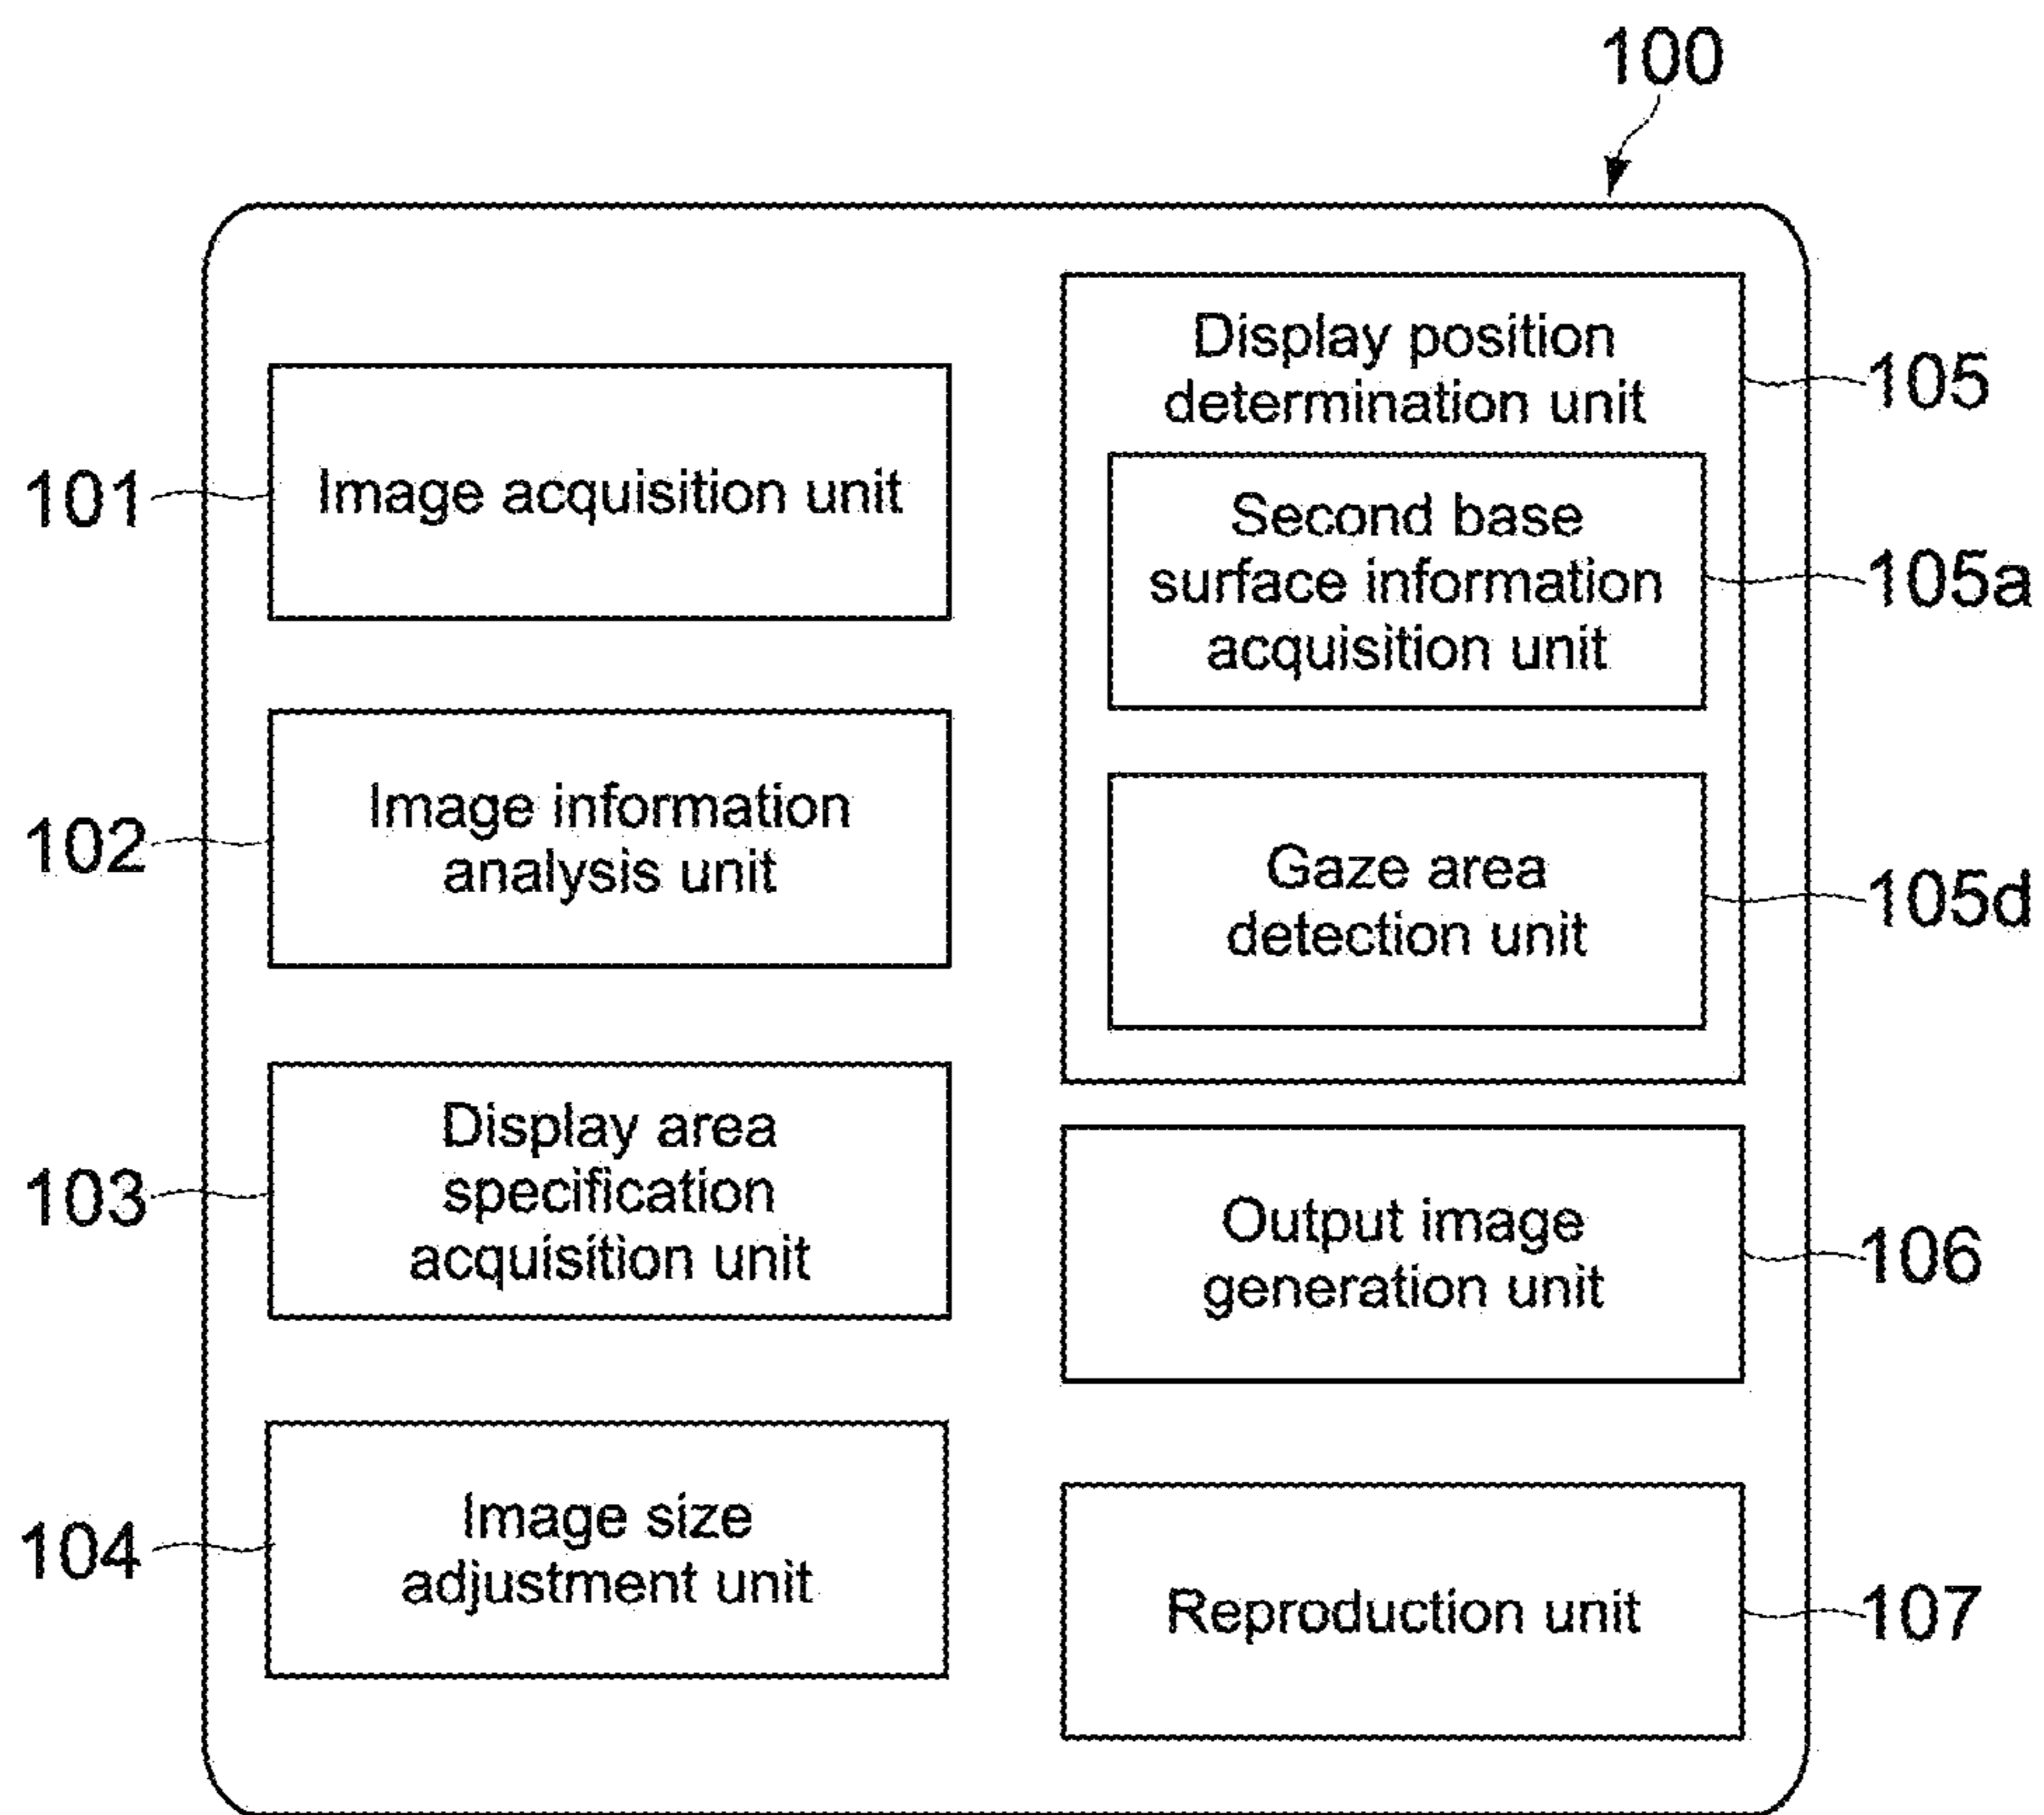 100
101
Image acquisition unit
102
Image information
analysis unit
103
Display area
specification
acquisition unit
104
Image size
adjustment unit
Display position
determination unit
105
Second base
surface information
acquisition unit
105a
Gaze area
detection unit
105d
Output image
generation unit
106
Reproduction unit
107